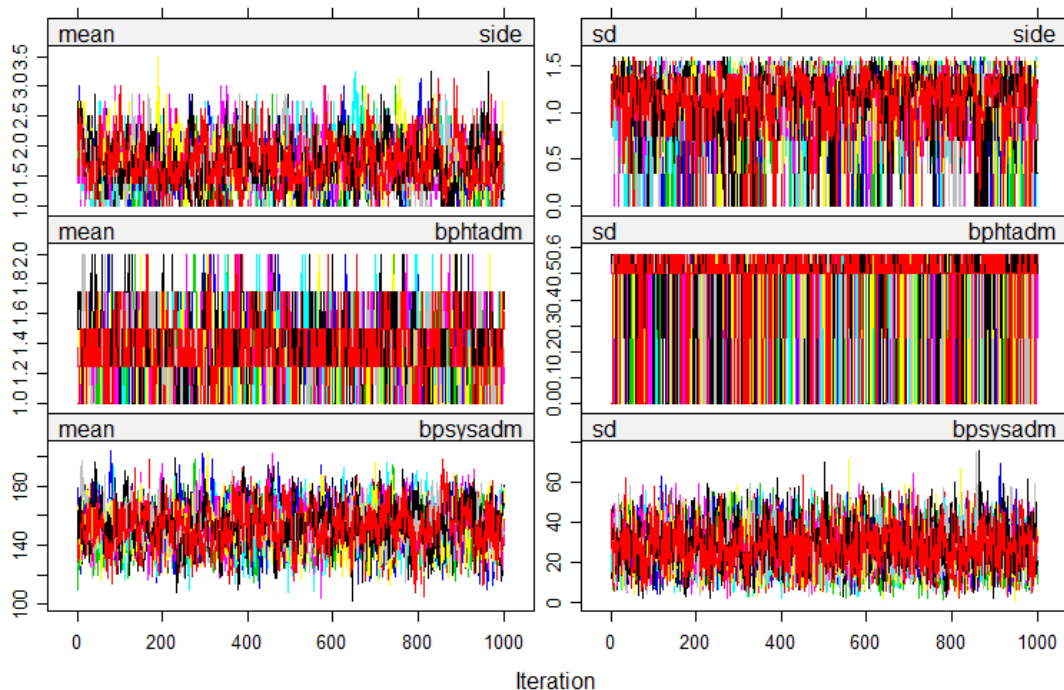 mean side
sd side
1.0 1.5 2.0 2.5 3.0 3.5
0.0 0.5 1.0 1.5
mean bphtadm
sd bphtadm
1.0 1.2 1.4 1.6 1.8 2.0
0.0 0.1 0.2 0.3 0.4 0.5 0.6
mean bpsysadm
sd bpsysadm
100 140 180
0 20 40 60
0 200 400 600 800 1000
0 200 400 600 800 1000
Iteration